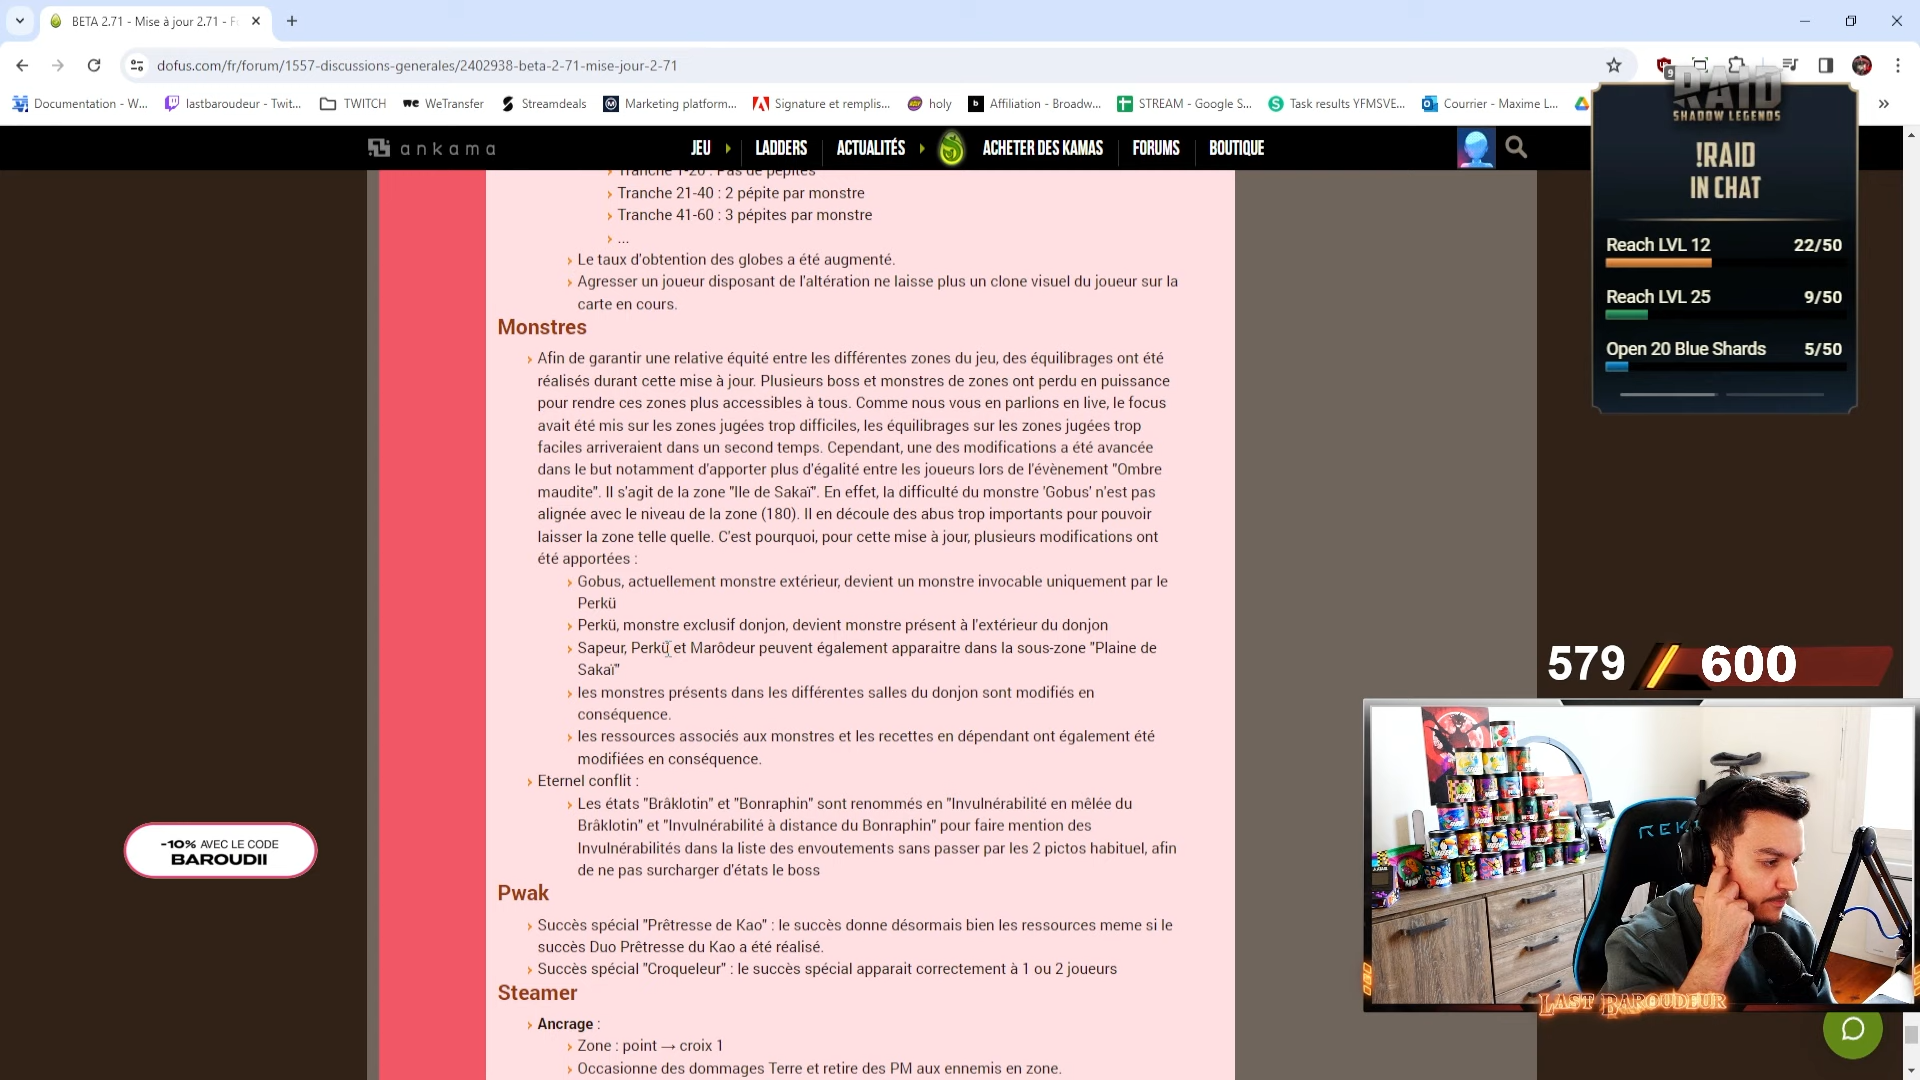 BETA 2.71 - Mise à jour 2.71 - F
dofus.com/fr/forum/1557-discussions-generales/2402938-beta-2-71-mise-jour-2-71
Documentation - W...
lastbaroudeur - Twit...
TWITCH
WeTransfer
Streamdeals
Marketing platform...
Signature et remplis...
holy
Affiliation - Broadw...
STREAM - Google S...
Task results YFMSVE...
Courrier - Maxime L...
ankama
JEU
LADDERS
ACTUALITÉS
ACHETER DES KAMAS
FORUMS
BOUTIQUE
Tranche 1-20 : Pas de pépites
Tranche 21-40 : 2 pépite par monstre
Tranche 41-60 : 3 pépites par monstre
...
Le taux d'obtention des globes a été augmenté.
Agresser un joueur disposant de l'altération ne laisse plus un clone visuel du joueur sur la
carte en cours.
Monstres
Afin de garantir une relative équité entre les différentes zones du jeu, des équilibrages ont été
réalisés durant cette mise à jour. Plusieurs boss et monstres de zones ont perdu en puissance
pour rendre ces zones plus accessibles à tous. Comme nous vous en parlions en live, le focus
avait été mis sur les zones jugées trop difficiles, les équilibrages sur les zones jugées trop
faciles arriveraient dans un second temps. Cependant, une des modifications a été avancée
dans le but notamment d'apporter plus d'égalité entre les joueurs lors de l'évènement "Ombre
maudite". Il s'agit de la zone "Ile de Sakaï". En effet, la difficulté du monstre 'Gobus' n'est pas
alignée avec le niveau de la zone (180). Il en découle des abus trop importants pour pouvoir
laisser la zone telle quelle. C'est pourquoi, pour cette mise à jour, plusieurs modifications ont
été apportées :
Gobus, actuellement monstre extérieur, devient un monstre invocable uniquement par le
Perkü
Perkü, monstre exclusif donjon, devient monstre présent à l'extérieur du donjon
Sapeur, Perkü et Marôdeur peuvent également apparaitre dans la sous-zone "Plaine de
Sakaï"
les monstres présents dans les différentes salles du donjon sont modifiés en
conséquence.
les ressources associés aux monstres et les recettes en dépendant ont également été
modifiées en conséquence.
Eternel conflit :
Les états "Brâklotin" et "Bonraphin" sont renommés en "Invulnérabilité en mêlée du
Brâklotin" et "Invulnérabilité à distance du Bonraphin" pour faire mention des
Invulnérabilités dans la liste des envoutements sans passer par les 2 pictos habituel, afin
de ne pas surcharger d'états le boss
Pwak
Succès spécial "Prêtresse de Kao" : le succès donne désormais bien les ressources meme si le
succès Duo Prêtresse du Kao a été réalisé.
Succès spécial "Croqueleur" : le succès spécial apparait correctement à 1 ou 2 joueurs
Steamer
Ancrage :
Zone : point → croix 1
Occasionne des dommages Terre et retire des PM aux ennemis en zone.
-10% AVEC LE CODE
BAROUDII
RAID
SHADOW LEGENDS
!RAID
IN CHAT
Reach LVL 12 22/50
Reach LVL 25 9/50
Open 20 Blue Shards 5/50
579 / 600
REK
LAST BAROUDEUR